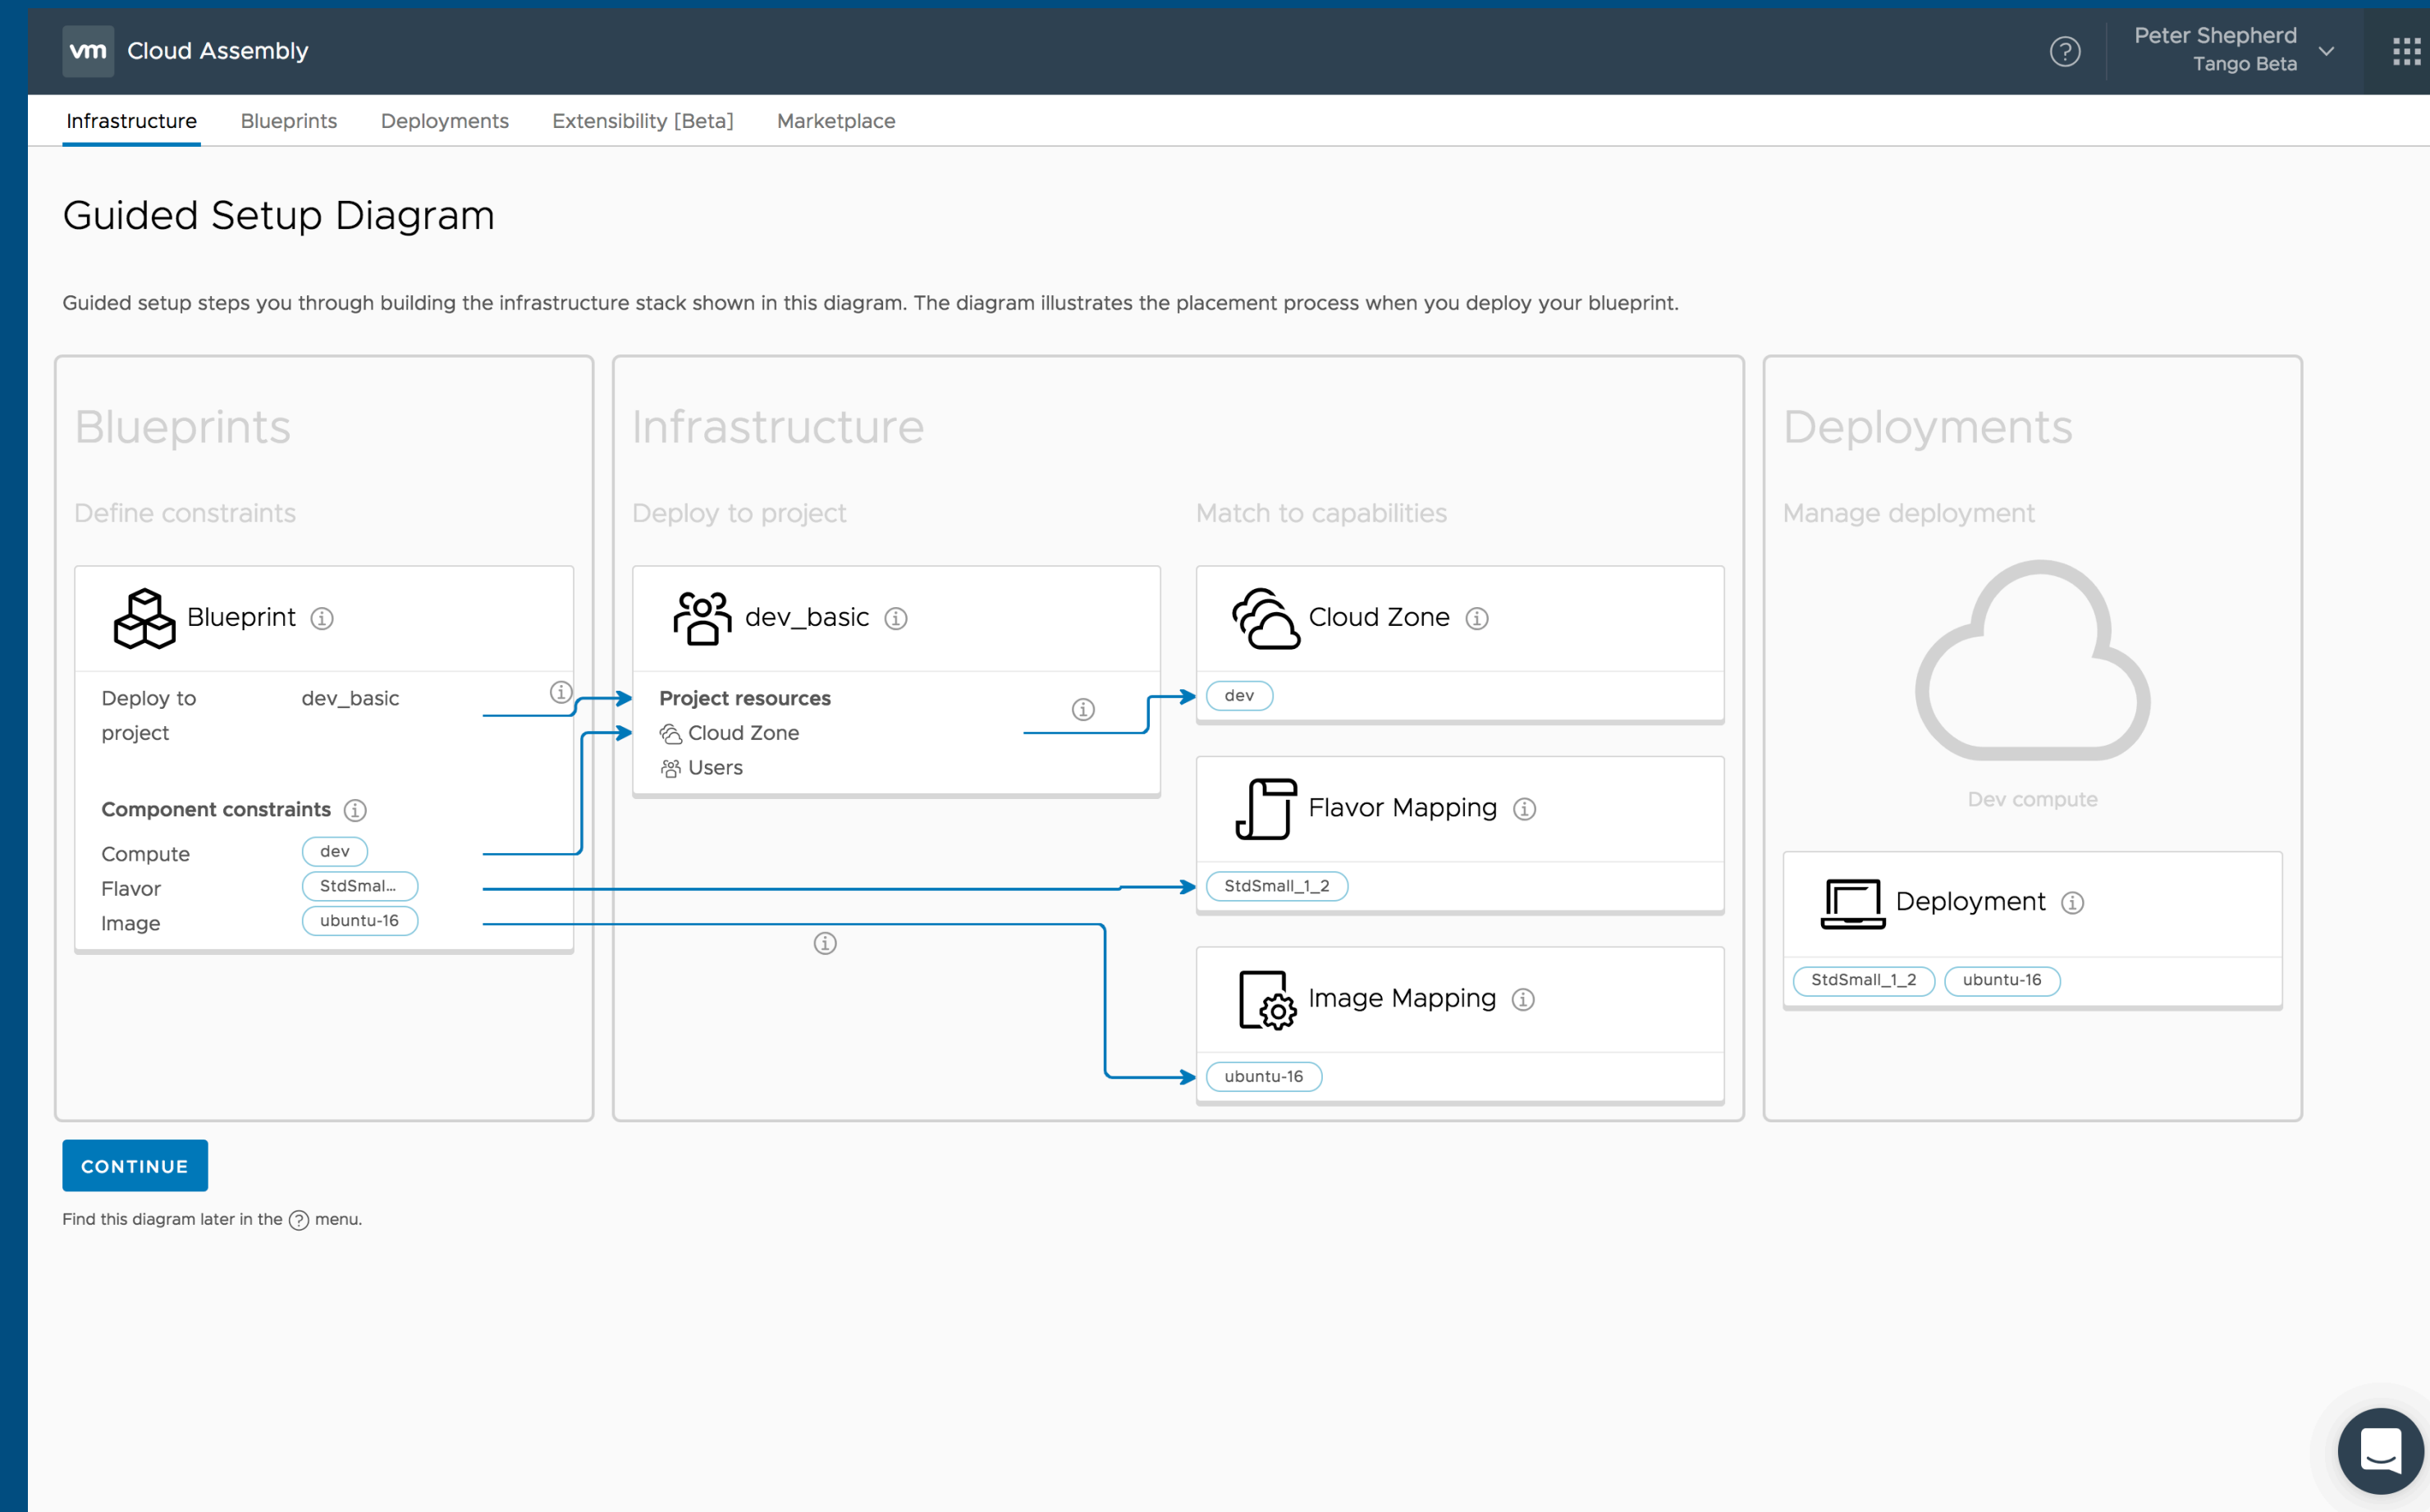 vm Cloud Assembly
Peter Shepherd
Tango Beta
Infrastructure Blueprints Deployments Extensibility [Beta] Marketplace
Guided Setup Diagram
Guided setup steps you through building the infrastructure stack shown in this diagram. The diagram illustrates the placement process when you deploy your blueprint.
Blueprints
Define constraints
Blueprint
Deploy to project
dev_basic
Component constraints
Compute dev
Flavor StdSmal...
Image ubuntu-16
Infrastructure
Deploy to project
dev_basic
Project resources
Cloud Zone
Users
Match to capabilities
Cloud Zone
dev
Flavor Mapping
StdSmall_1_2
Image Mapping
ubuntu-16
Deployments
Manage deployment
Dev compute
Deployment
StdSmall_1_2 ubuntu-16
CONTINUE
Find this diagram later in the ? menu.